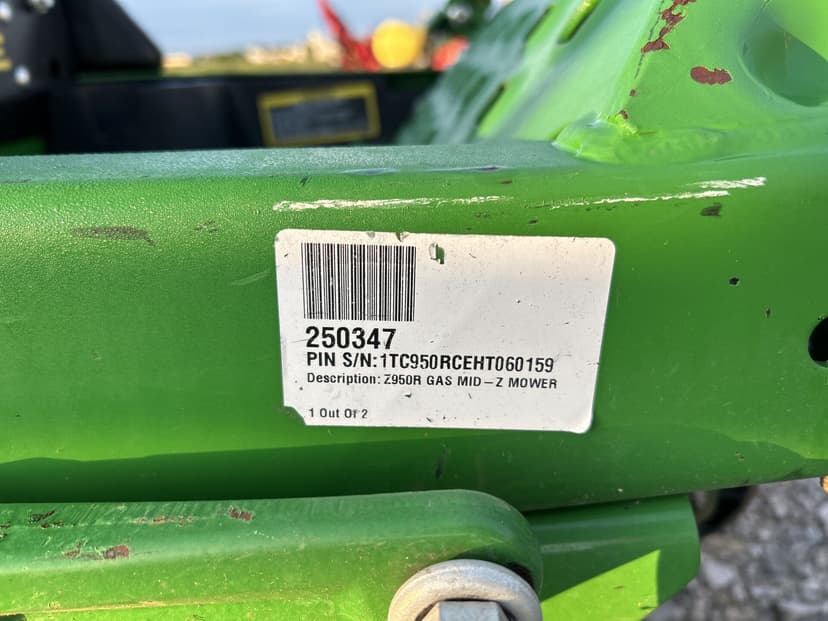 250347
PIN S/N: 1TC950RCEHT060159
Description: Z950R GAS MID-Z MOWER
1 Out Of 2